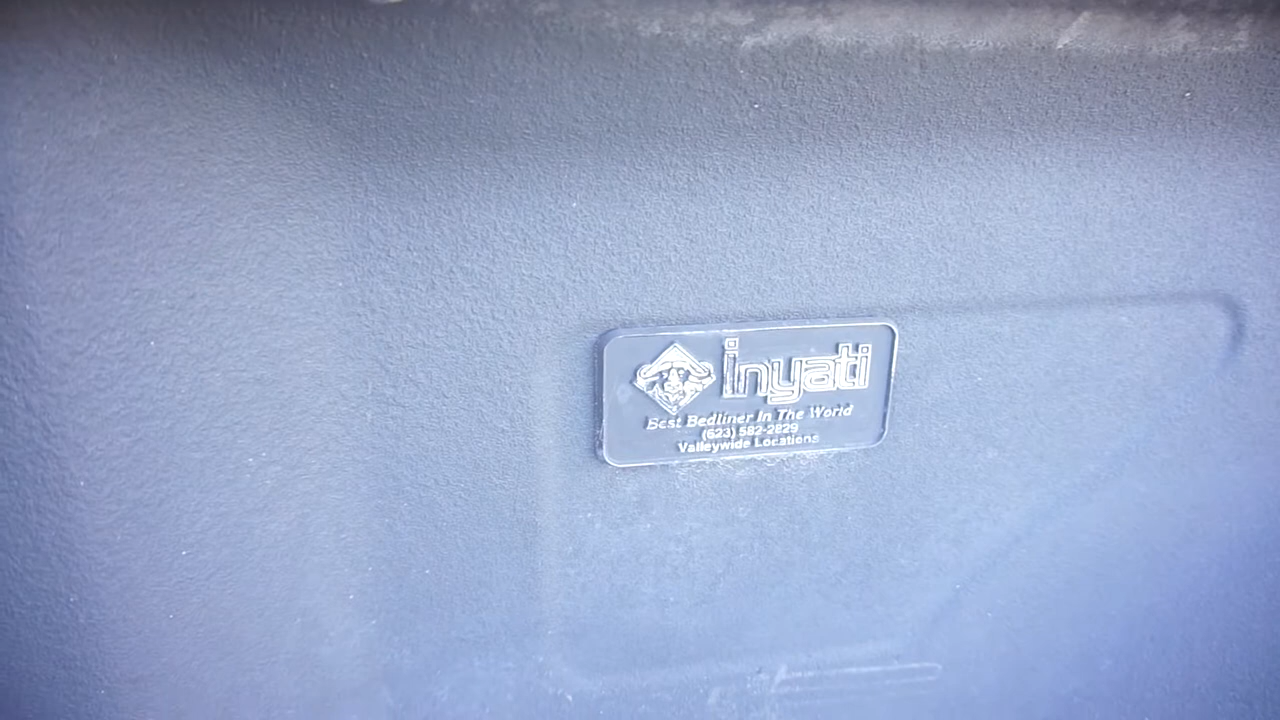 inyati
Best Bedliner In The World
(623) 582-2829
Valleywide Locations